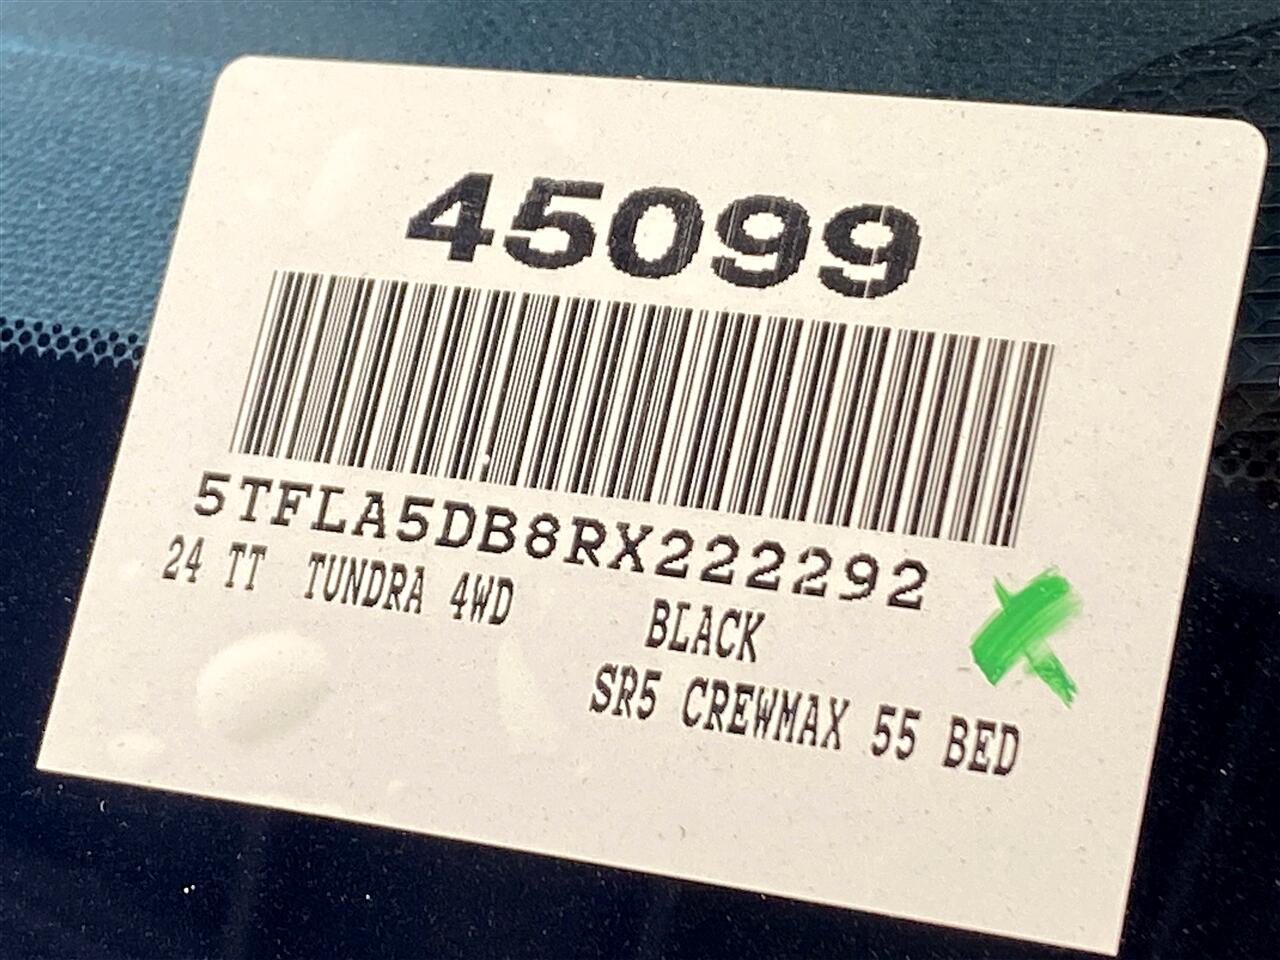 45099
5TFLA5DB8RX222292
24 TT TUNDRA 4WD BLACK
SR5 CREWMAX 55 BED